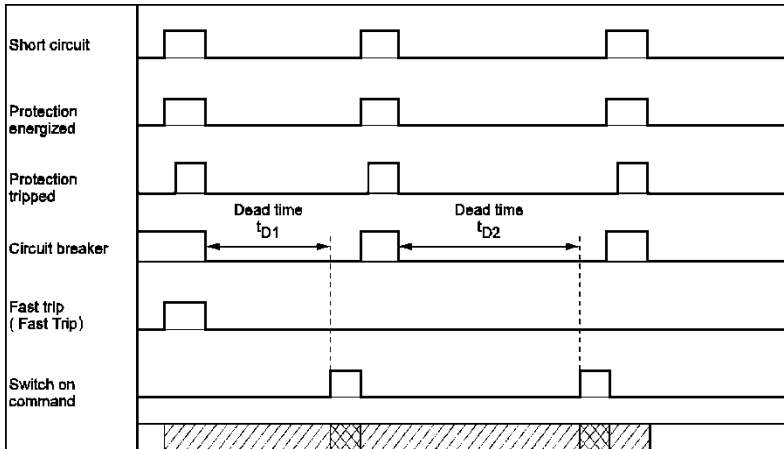 Short circuit
Protection
energized
Protection
tripped
Dead time
tD1
Dead time
tD2
Circuit breaker
Fast trip
( Fast Trip)
Switch on
command